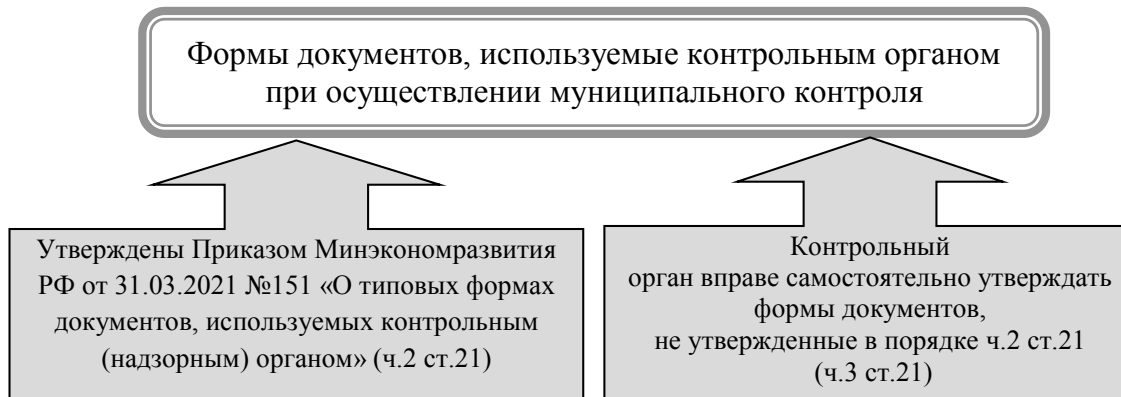 Формы документов, используемые контрольным органом
при осуществлении муниципального контроля
Утверждены Приказом Минэкономразвития
РФ от 31.03.2021 №151 «О типовых формах
документов, используемых контрольным
(надзорным) органом» (ч.2 ст.21)
Контрольный
орган вправе самостоятельно утверждать
формы документов,
не утвержденные в порядке ч.2 ст.21
(ч.3 ст.21)